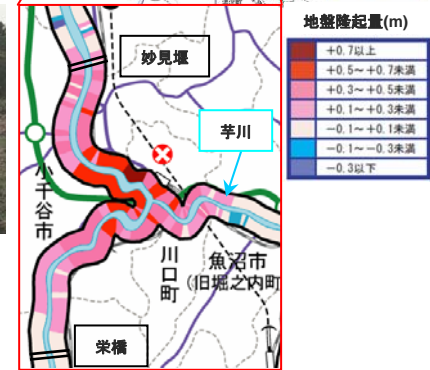 地盤隆起量(m)
+0.7以上
+0.5～+0.7未満
+0.3～+0.5未満
+0.1～+0.3未満
-0.1～+0.1未満
-0.1～-0.3未満
-0.3以下
妙見堰
芋川
小千谷市
川口町
魚沼市
(旧堀之内町
栄橋